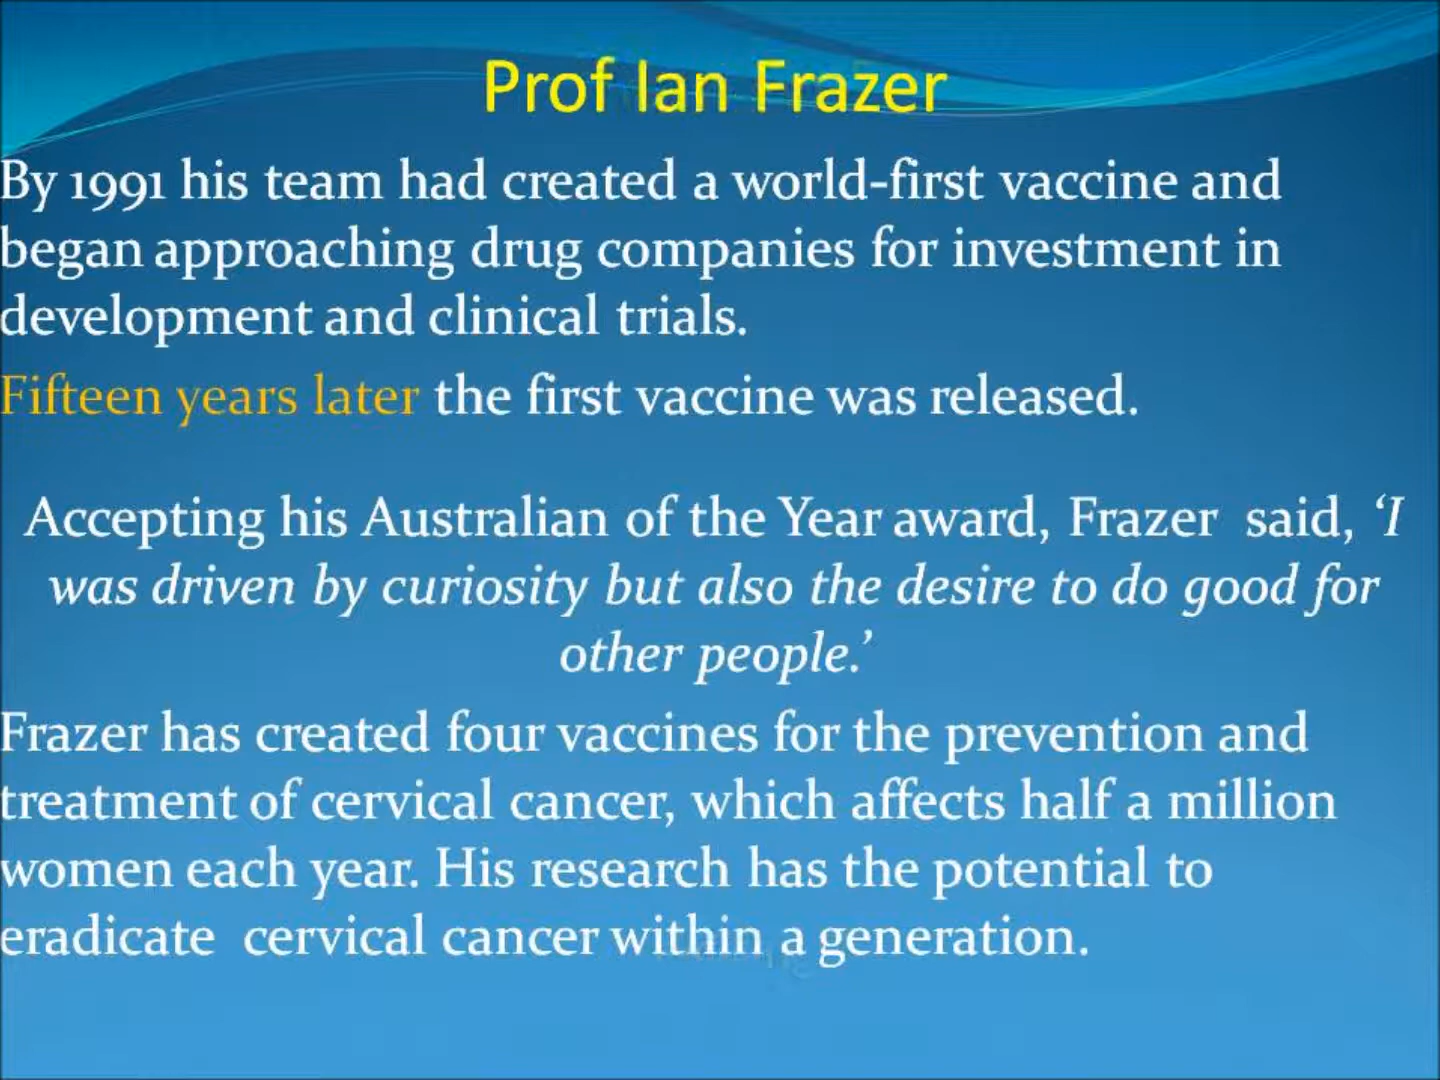 Prof Ian Frazer
By 1991 his team had created a world-first vaccine and
began approaching drug companies for investment in
development and clinical trials.
Fifteen years later the first vaccine was released.
Accepting his Australian of the Year award, Frazer said, ‘I
was driven by curiosity but also the desire to do good for
other people.’
Frazer has created four vaccines for the prevention and
treatment of cervical cancer, which affects half a million
women each year. His research has the potential to
eradicate cervical cancer within a generation.